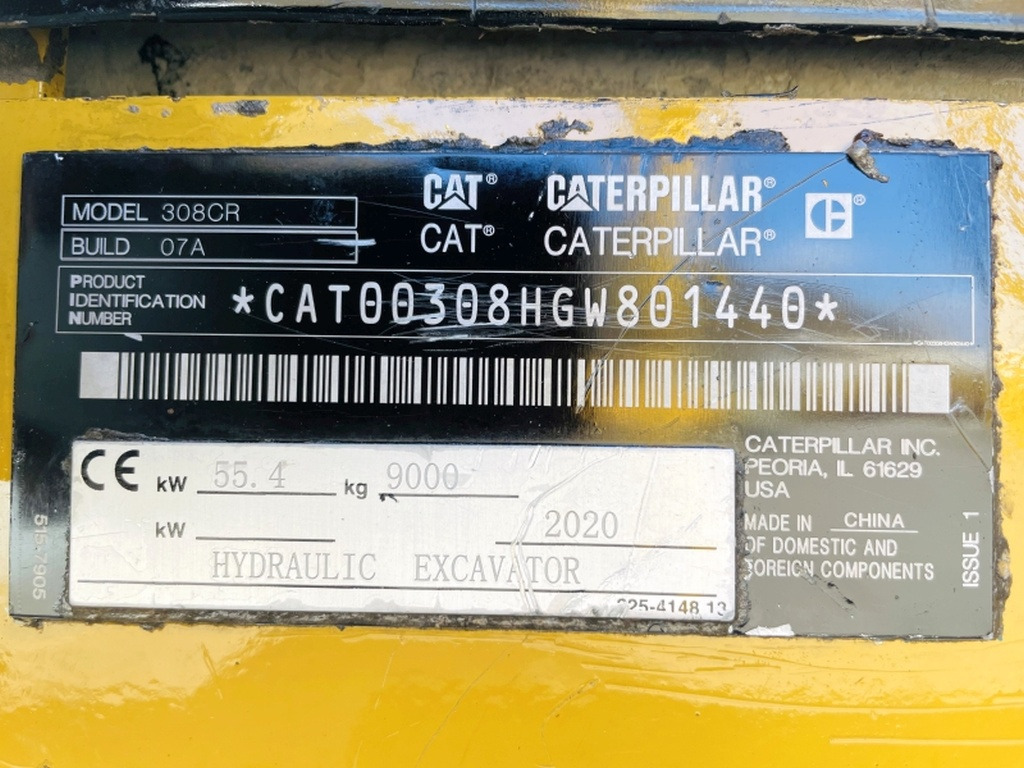 MODEL 308CR
BUILD 07A
CAT® CATERPILLAR®
CAT® CATERPILLAR® C®
PRODUCT
IDENTIFICATION
NUMBER
*CAT00308HGW801440*
CE kW 55.4 kg 9000
kW 2020
HYDRAULIC EXCAVATOR
515-7905
CATERPILLAR INC.
PEORIA, IL 61629
USA
MADE IN CHINA
OF DOMESTIC AND
FOREIGN COMPONENTS
ISSUE 1